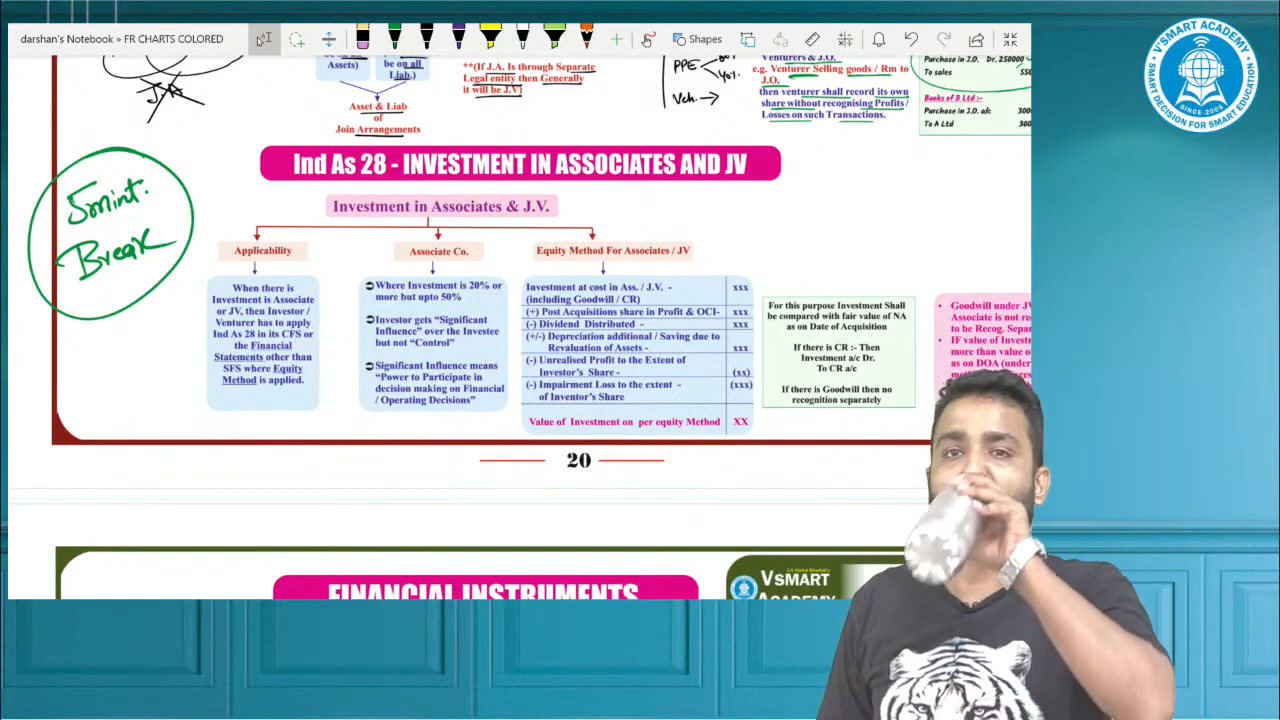 darshan's Notebook » FR CHARTS COLORED
Shapes
Assets)
be on all
Liab.)
Asset & Liab
of
Join Arrangements
**(If J.A. Is through Separate
Legal entity then Generally
it will be J.V)
PPE
Veh.
Venturers & J.O.
e.g. Venturer Selling goods / Rm to
J.O.
then venturer shall record its own
share without recognising Profits /
Losses on such Transactions.
Purchase in J.O. Dr. 250000
To sales
Books of B Ltd :-
Purchase in J.O. a/c
To A Ltd
V'SMART ACADEMY
SINCE-2005
SMART DECISION FOR SMART EDUCATION
5mint.
Break
Ind As 28 - INVESTMENT IN ASSOCIATES AND JV
Investment in Associates & J.V.
Applicability
When there is
Investment is Associate
or JV, then Investor /
Venturer has to apply
Ind AS 28 in its CFS or
the Financial
Statements other than
SFS where Equity
Method is applied.
Associate Co.
Where Investment is 20% or
more but upto 50%
Investor gets "Significant
Influence" over the Investee
but not "Control"
Significant Influence means
"Power to Participate in
decision making on Financial
/ Operating Decisions"
Equity Method For Associates / JV
Investment at cost in Ass. / J.V. - xxx
(including Goodwill / CR)
(+) Post Acquisitions share in Profit & OCI- xxx
(-) Dividend Distributed - xxx
(+/-) Depreciation additional / Saving due to
Revaluation of Assets - xxx
(-) Unrealised Profit to the Extent of
Investor's Share - (xx)
(-) Impairment Loss to the extent - (xxx)
of Inventor's Share
Value of Investment on per equity Method XX
For this purpose Investment Shall
be compared with fair value of NA
as on Date of Acquisition
If there is CR :- Then
Investment a/c Dr.
To CR a/c
If there is Goodwill then no
recognition separately
Goodwill under JV
Associate is not re
to be Recog. Sepa
IF value of Invest
more than value of
as on DOA (under
20
FINANCIAL INSTRUMENTS
VSMART
ACADEMY